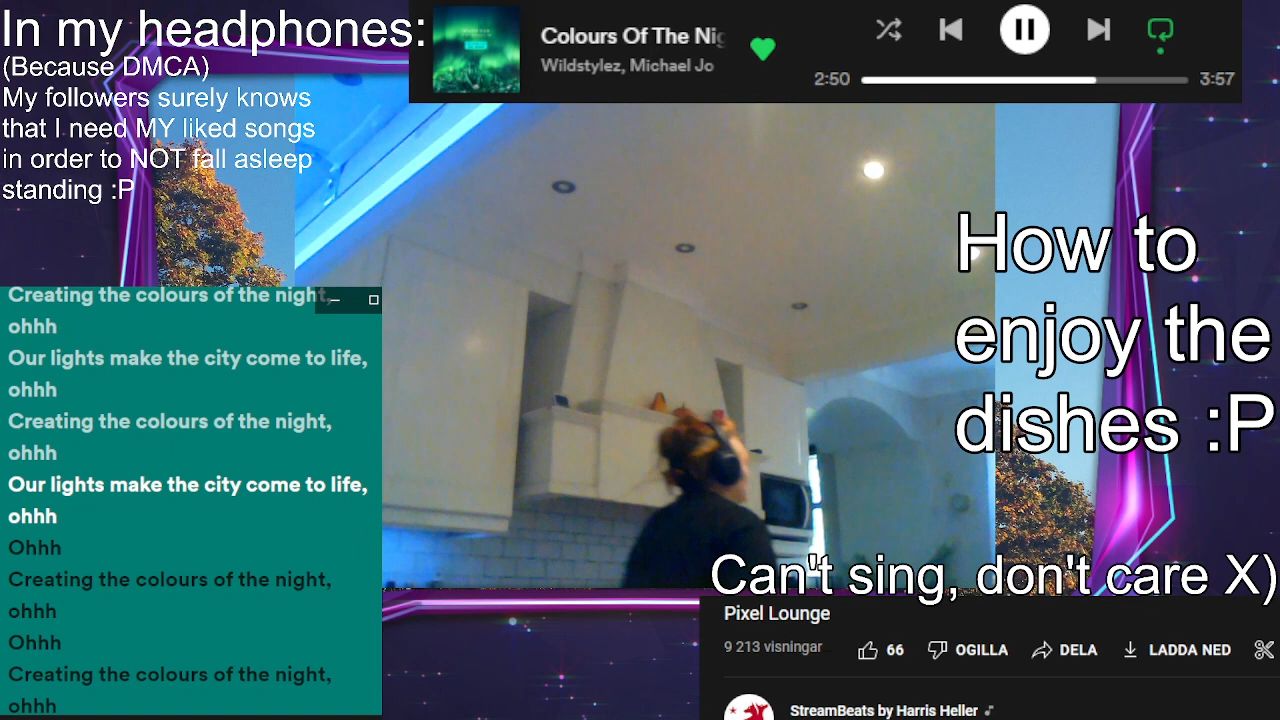 In my headphones:
(Because DMCA)
My followers surely knows
that I need MY liked songs
in order to NOT fall asleep
standing :P
Colours Of The Nig
Wildstylez, Michael Jo
2:50
3:57
How to
enjoy the
dishes :P
Creating the colours of the night,
ohhh
Our lights make the city come to life,
ohhh
Creating the colours of the night,
ohhh
Our lights make the city come to life,
ohhh
Ohhh
Creating the colours of the night,
ohhh
Ohhh
Creating the colours of the night,
ohhh
Can't sing, don't care X)
Pixel Lounge
9 213 visningar
66
OGILLA
DELA
LADDA NED
StreamBeats by Harris Heller